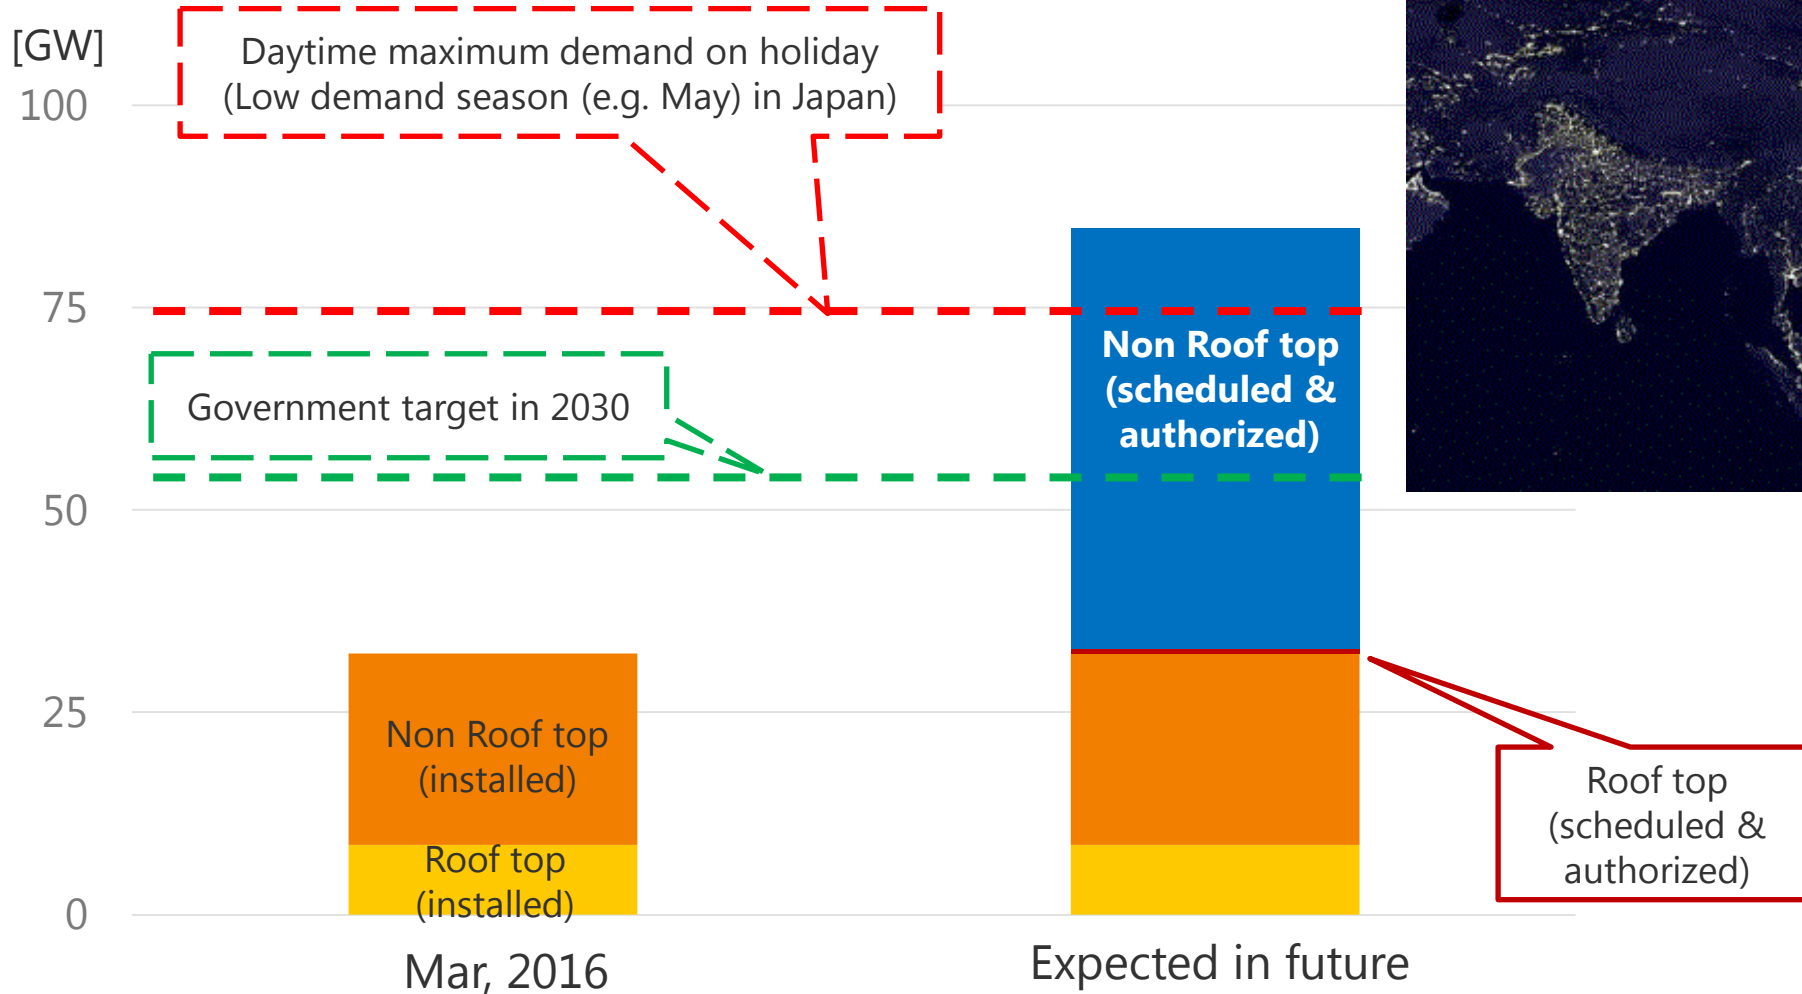 [GW]
Daytime maximum demand on holiday
(Low demand season (e.g. May) in Japan)
100
75
Non Roof top
(scheduled &
authorized)
Government target in 2030
50
25
Non Roof top
(installed)
Roof top
(scheduled &
authorized)
Roof top
(installed)
0
Mar, 2016
Expected in future